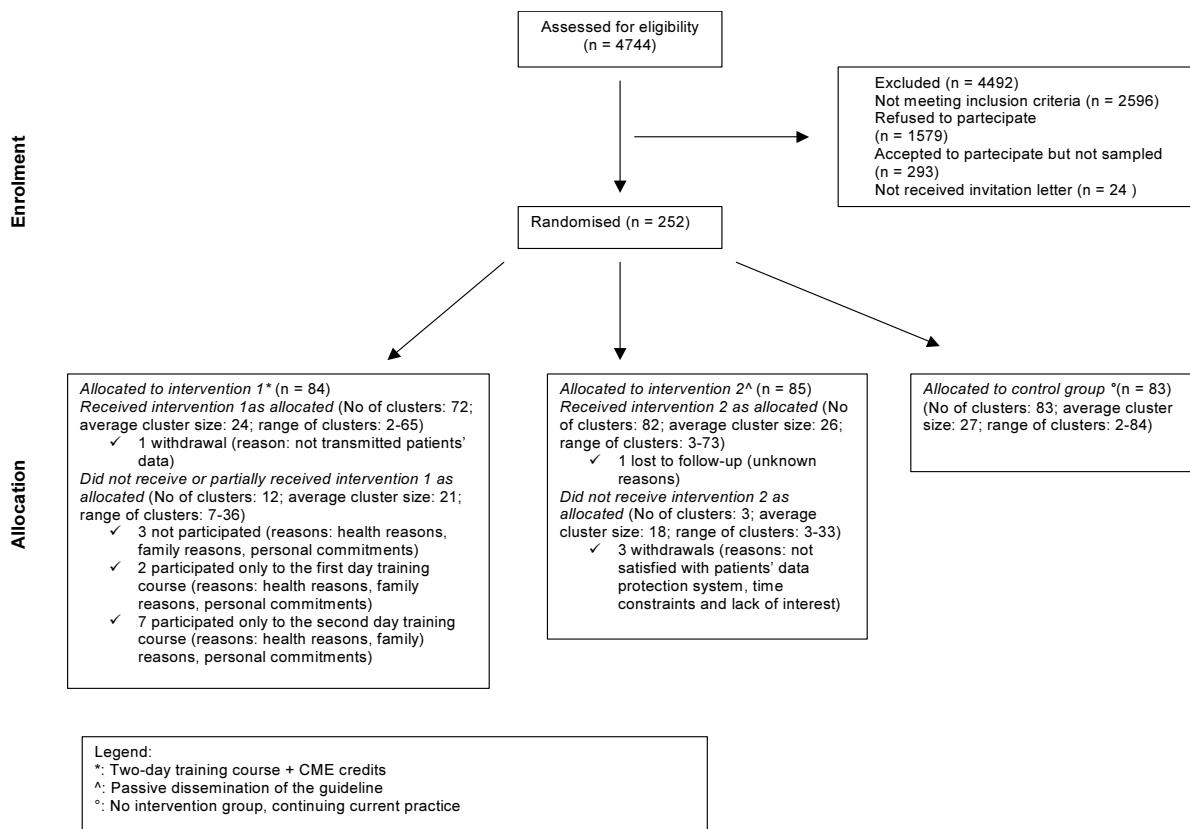 Assessed for eligibility
(n = 4744)
Excluded (n = 4492)
Not meeting inclusion criteria (n = 2596)
Refused to partecipate
(n = 1579)
Accepted to partecipate but not sampled
(n = 293)
Not received invitation letter (n = 24 )
Enrolment
Randomised (n = 252)
Allocation
Allocated to intervention 1* (n = 84)
Received intervention 1as allocated (No of clusters: 72;
average cluster size: 24; range of clusters: 2-65)
✓ 1 withdrawal (reason: not transmitted patients'
data)
Did not receive or partially received intervention 1 as
allocated (No of clusters: 12; average cluster size: 21;
range of clusters: 7-36)
✓ 3 not participated (reasons: health reasons,
family reasons, personal commitments)
✓ 2 participated only to the first day training
course (reasons: health reasons, family
reasons, personal commitments)
✓ 7 participated only to the second day training
course (reasons: health reasons, family)
reasons, personal commitments)
Allocated to intervention 2^ (n = 85)
Received intervention 2 as allocated (No
of clusters: 82; average cluster size: 26;
range of clusters: 3-73)
✓ 1 lost to follow-up (unknown
reasons)
Did not receive intervention 2 as
allocated (No of clusters: 3; average
cluster size: 18; range of clusters: 3-33)
✓ 3 withdrawals (reasons: not
satisfied with patients' data
protection system, time
constraints and lack of interest)
Allocated to control group °(n = 83)
(No of clusters: 83; average cluster
size: 27; range of clusters: 2-84)
Legend:
*: Two-day training course + CME credits
^: Passive dissemination of the guideline
°: No intervention group, continuing current practice